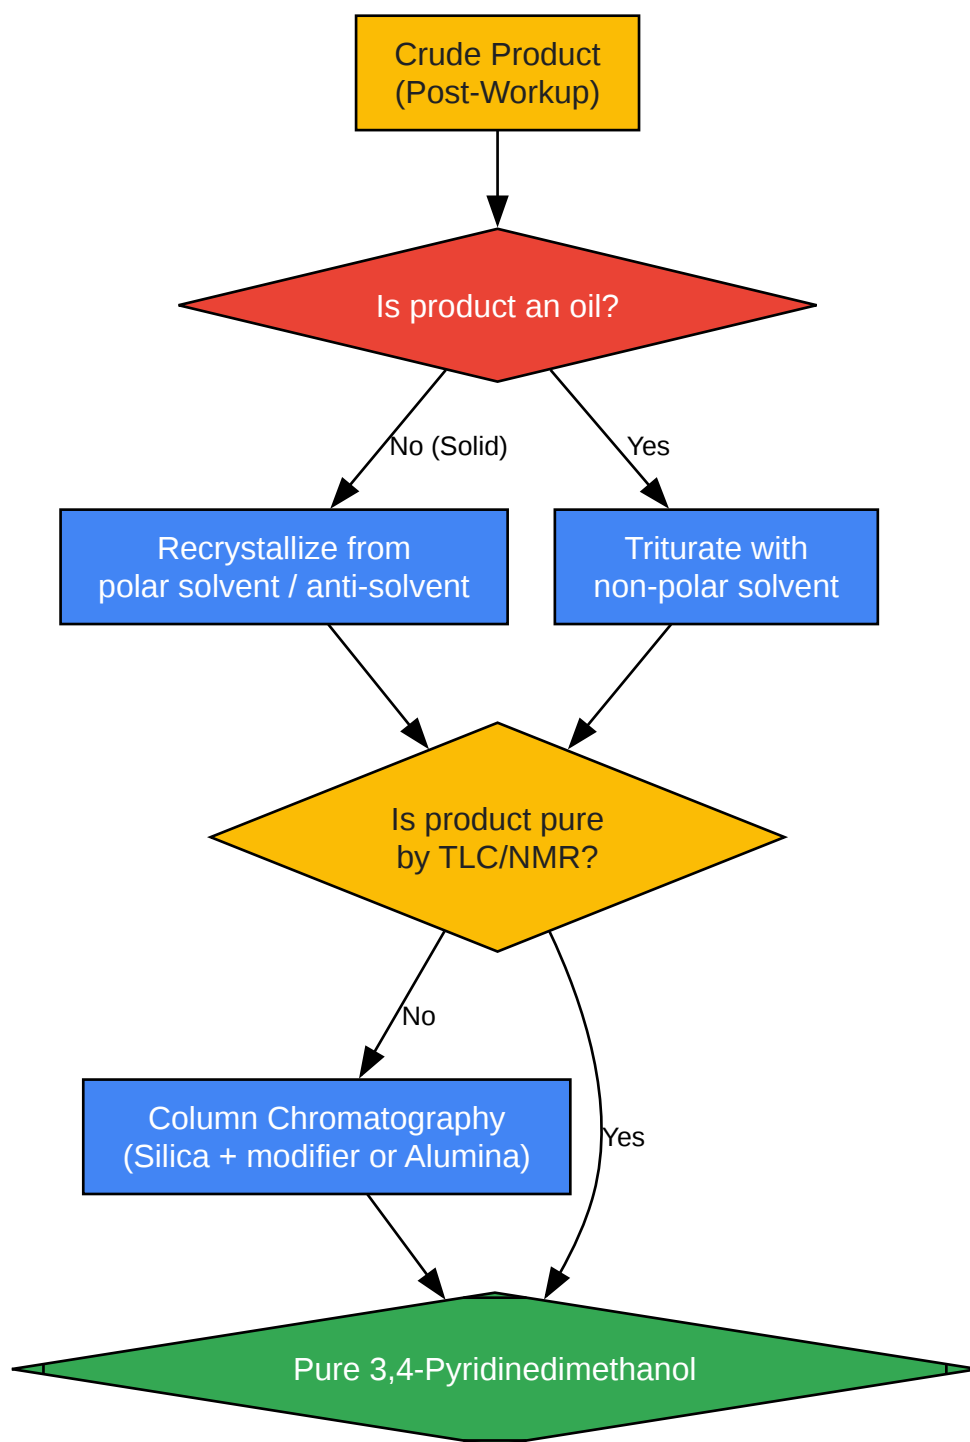 Crude Product
(Post-Workup)
Is product an oil?
No (Solid)
Yes
Recrystallize from
polar solvent / anti-solvent
Triturate with
non-polar solvent
Is product pure
by TLC/NMR?
No
Column Chromatography
(Silica + modifier or Alumina)
Yes
Pure 3,4-Pyridinedimethanol